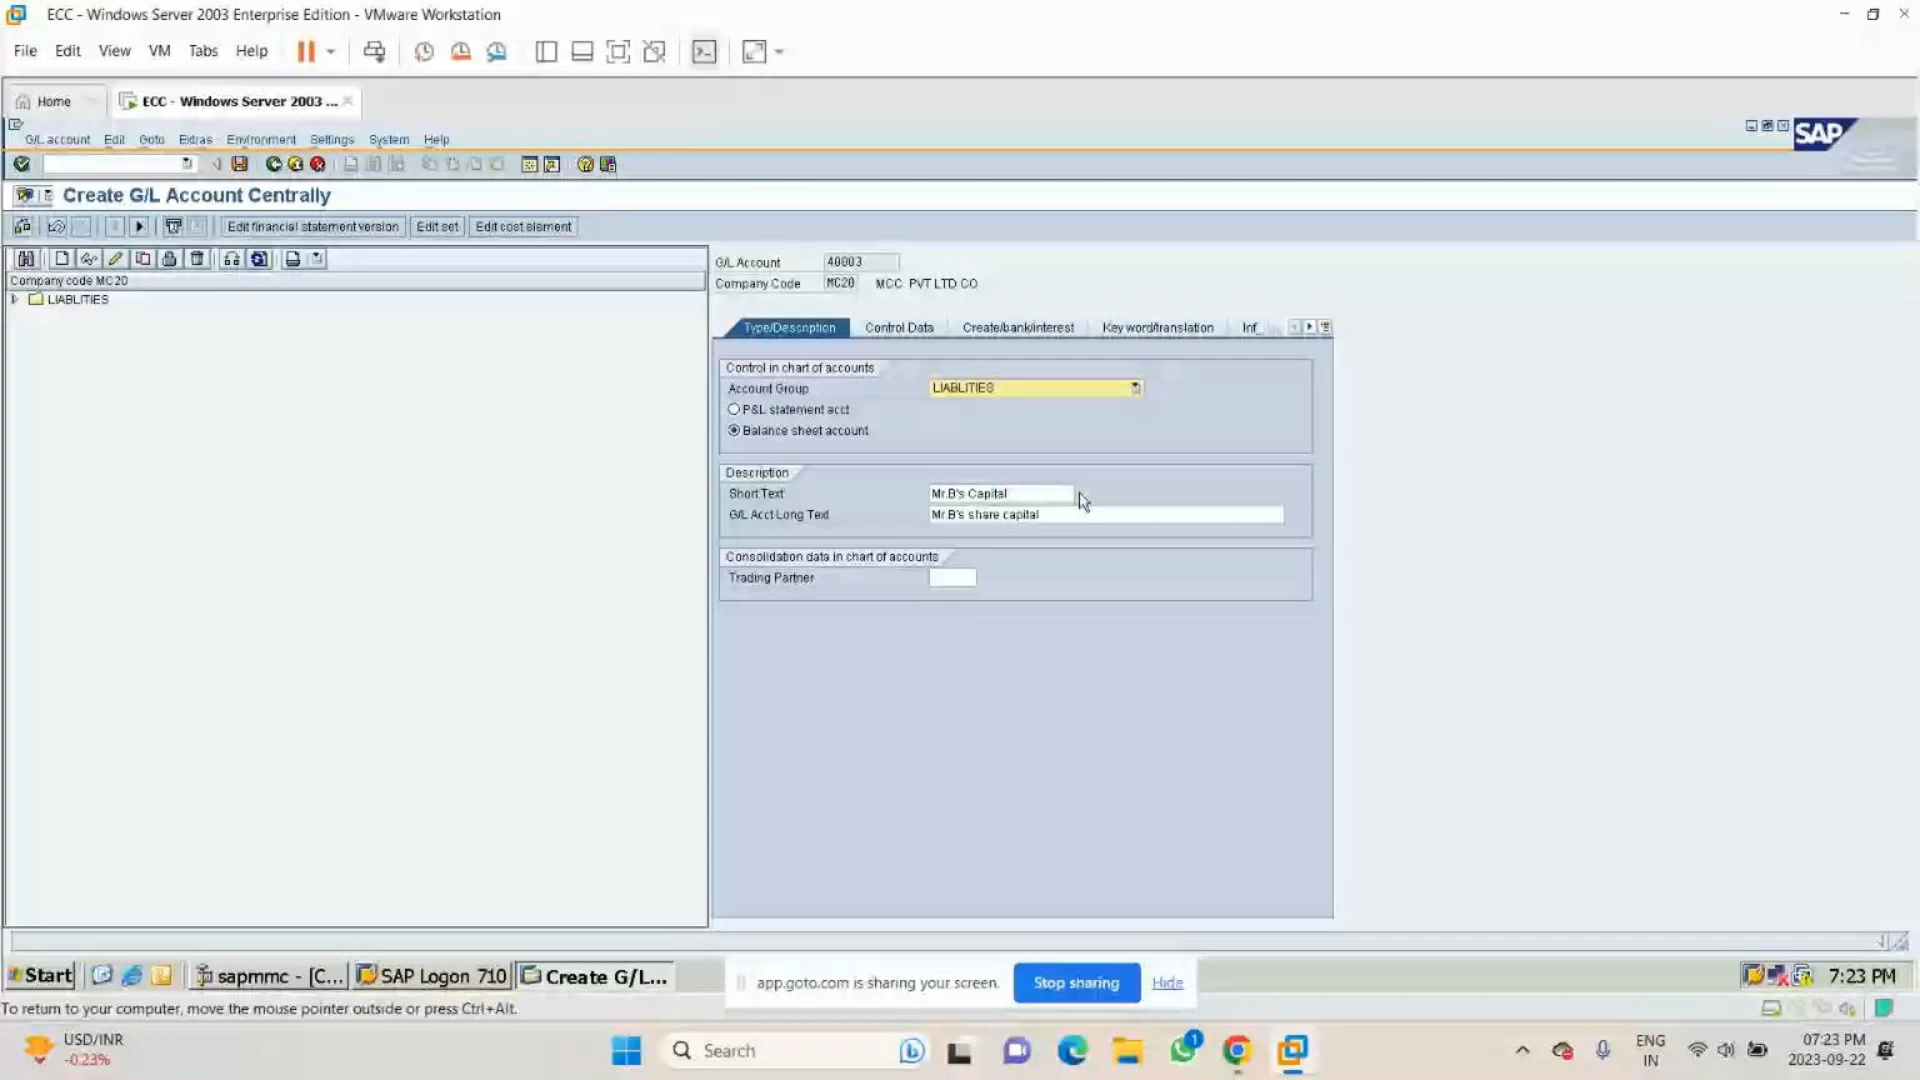 ECC - Windows Server 2003 Enterprise Edition - VMware Workstation
File Edit View VM Tabs Help
Home
ECC - Windows Server 2003 ...
G/L account Edit Goto Extras Environment Settings System Help
SAP
Create G/L Account Centrally
Edit financial statement version Edit set Edit cost element
Company code MC20
LIABLITIES
G/L Account 40003
Company Code MC20 MCC PVT LTD CO
Type/Description Control Data Create/bank/interest Key word/translation Inf...
Control in chart of accounts
Account Group LIABLITIES
P&L statement acct
Balance sheet account
Description
Short Text Mr.B's Capital
G/L Acct Long Text Mr.B's share capital
Consolidation data in chart of accounts
Trading Partner
Start sapmmc - [C... SAP Logon 710 Create G/L... 7:23 PM
app.goto.com is sharing your screen. Stop sharing Hide
To return to your computer, move the mouse pointer outside or press Ctrl+Alt.
USD/INR
-0.23%
Search
1
ENG
IN
07:23 PM
2023-09-22